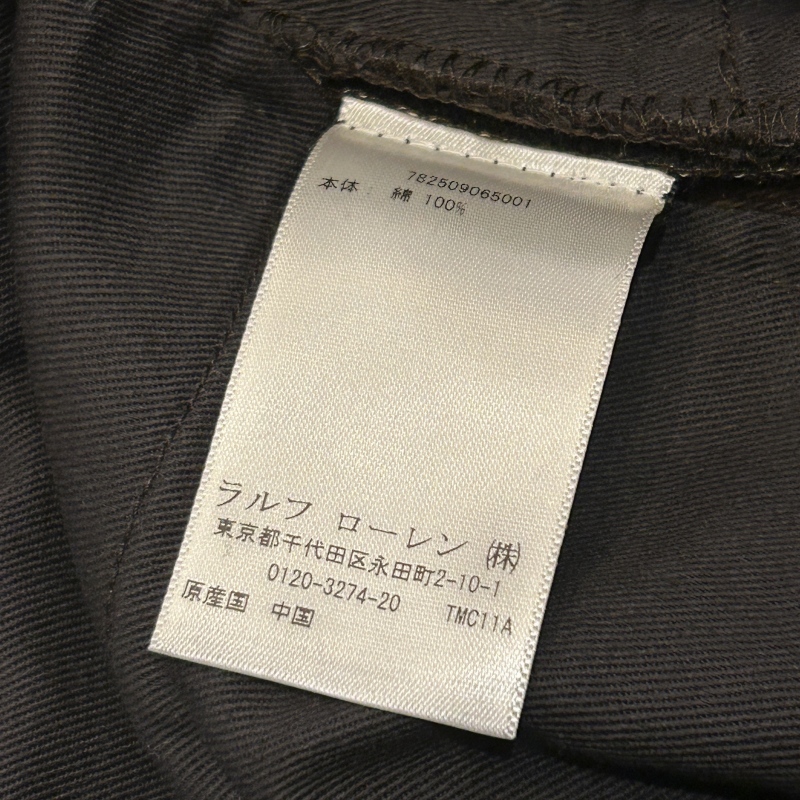 782509065001
本体 綿 100%
ラルフ ローレン ㈱
東京都千代田区永田町2-10-1
0120-3274-20 TMC11A
原産国 中国